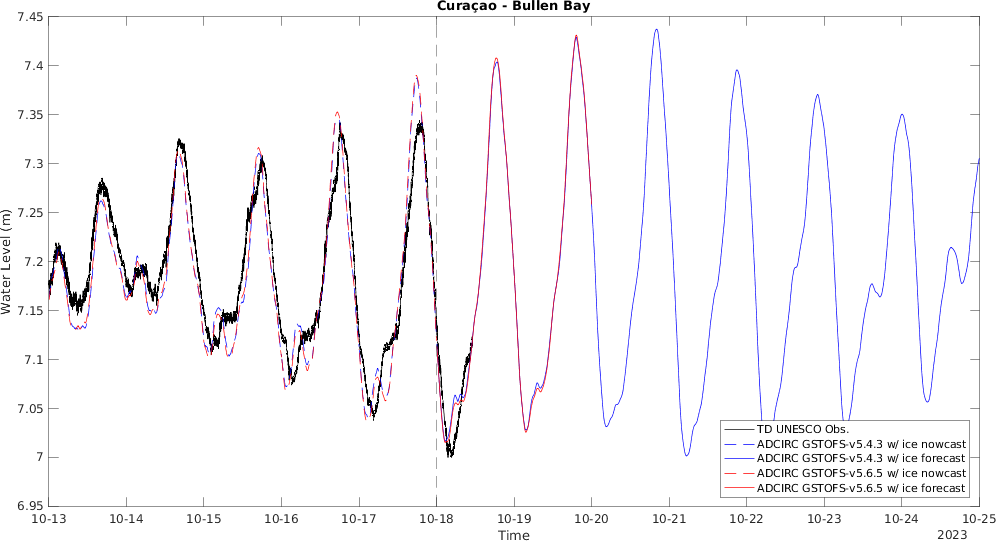 Curaçao - Bullen Bay
7.45
7.4
7.35
7.3
7.25
7.2
7.15
7.1
7.05
7
6.95
Water Level (m)
TD UNESCO Obs.
ADCIRC GSTOFS-v5.4.3 w/ ice nowcast
ADCIRC GSTOFS-v5.4.3 w/ ice forecast
ADCIRC GSTOFS-v5.6.5 w/ ice nowcast
ADCIRC GSTOFS-v5.6.5 w/ ice forecast
10-13 10-14 10-15 10-16 10-17 10-18 10-19 10-20 10-21 10-22 10-23 10-24 10-25
Time
2023